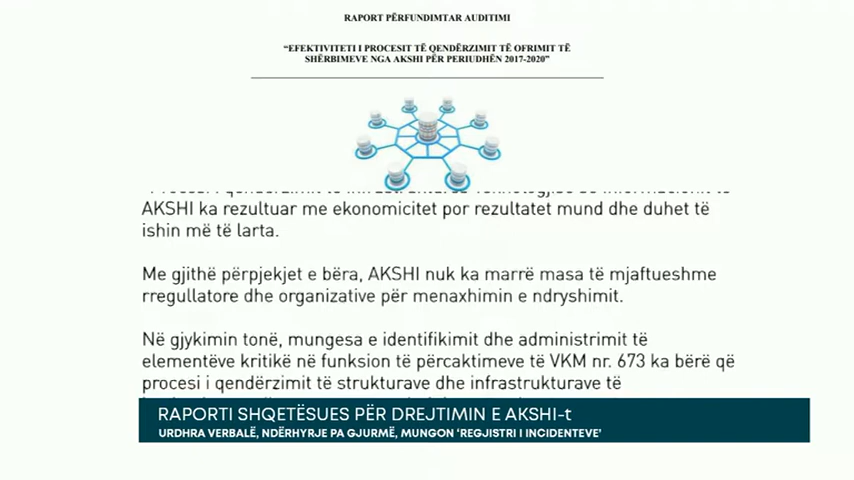 RAPORT PËRFUNDIMTAR AUDITIMI
“EFEKTIVITETI I PROCESIT TË QENDËRZIMIT TË OFRIMIT TË
SHËRBIMEVE NGA AKSHI PËR PERIUDHËN 2017-2020”
AKSHI ka rezultuar me ekonomicitet por rezultatet mund dhe duhet të
ishin më të larta.
Me gjithë përpjekjet e bëra, AKSHI nuk ka marrë masa të mjaftueshme
rregullatore dhe organizative për menaxhimin e ndryshimit.
Në gjykimin tonë, mungesa e identifikimit dhe administrimit të
elementëve kritikë në funksion të përcaktimeve të VKM nr. 673 ka bërë që
procesi i qendërzimit të strukturave dhe infrastrukturave të
RAPORTI SHQETËSUES PËR DREJTIMIN E AKSHI-t
URDHRA VERBALË, NDËRHYRJE PA GJURMË, MUNGON ‘REGJISTRI I INCIDENTEVE’